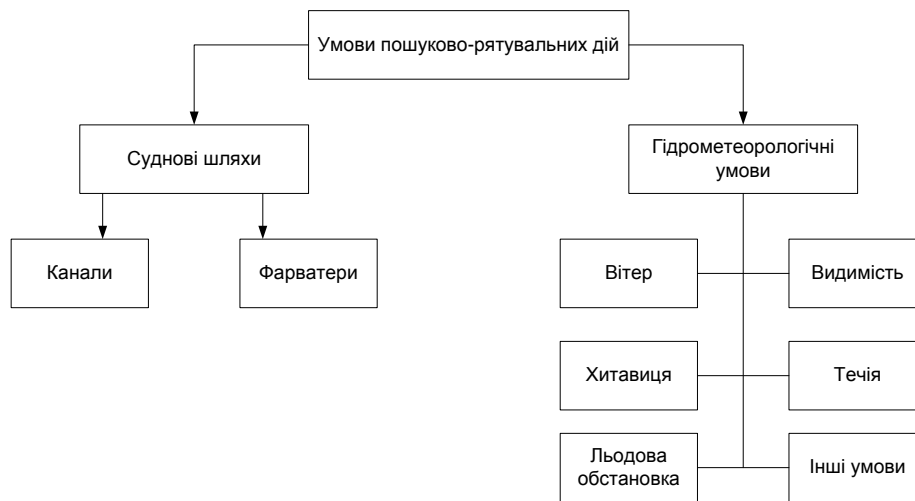 Умови пошуково-рятувальних дій
Суднові шляхи
Гідрометеорологічні
умови
Канали
Фарватери
Вітер
Видимість
Хитавиця
Течія
Льодова
обстановка
Інші умови